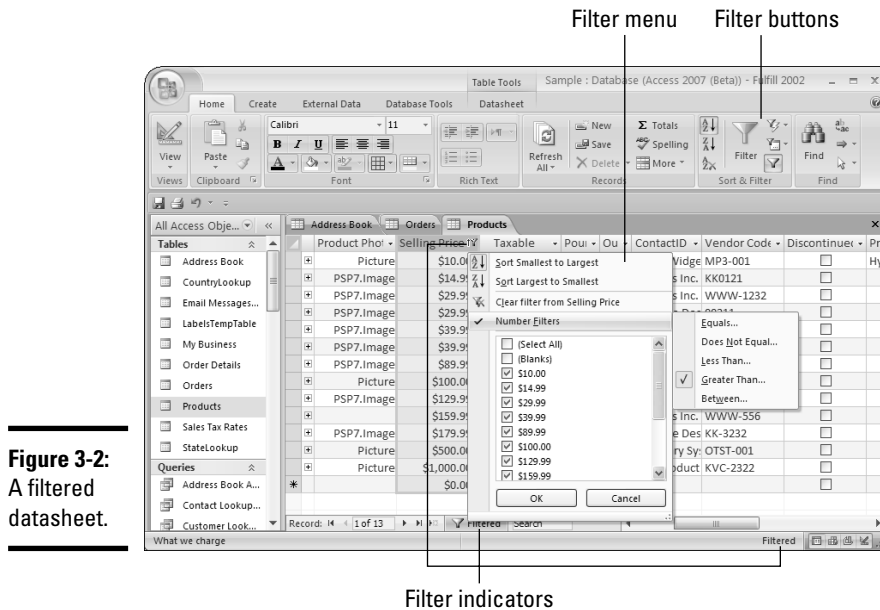 Filter menu Filter buttons
Table Tools Sample : Database (Access 2007 (Beta)) - Fulfill 2002
Home Create External Data Database Tools Datasheet
View
Views
Paste
Clipboard
Calibri 11
B I U
A ab
Font
Rich Text
Refresh All
New
Save
Delete
Σ Totals
Spelling
More
Records
Filter
Sort & Filter
Find
Find
All Access Obje...
Tables
Address Book
CountryLookup
Email Messages...
LabelsTempTable
My Business
Order Details
Orders
Products
Sales Tax Rates
StateLookup
Queries
Address Book A...
Contact Lookup...
Customer Look...
Address Book Orders Products
Product Phot Selling Price Taxable Pour Ou ContactID Vendor Code Discontinued Pr
Picture $10.00 Widge MP3-001 Hy
PSP7.Image $14.99 s Inc. KK0121
PSP7.Image $29.99 s Inc. WWW-1232
PSP7.Image $29.99
PSP7.Image $39.99
PSP7.Image $39.99
PSP7.Image $89.99
Picture $100.00
PSP7.Image $129.99
$159.99 s Inc. WWW-556
PSP7.Image $179.99 e Des KK-3232
Picture $500.00 ry Sy: OTST-001
Picture $1,000.00 oduct KVC-2322
$0.00
Sort Smallest to Largest
Sort Largest to Smallest
Clear filter from Selling Price
Number Filters
(Select All)
(Blanks)
$10.00
$14.99
$29.99
$39.99
$89.99
$100.00
$129.99
$159.99
OK Cancel
Equals...
Does Not Equal...
Less Than...
Greater Than...
Between...
Record: 1 of 13 Filtered Search
What we charge Filtered
Figure 3-2:
A filtered
datasheet.
Filter indicators